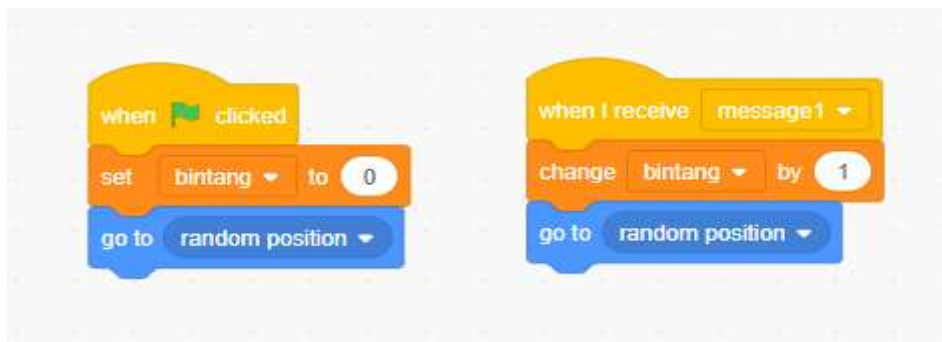 when clicked
set bintang to 0
go to random position
when I receive message1
change bintang by 1
go to random position